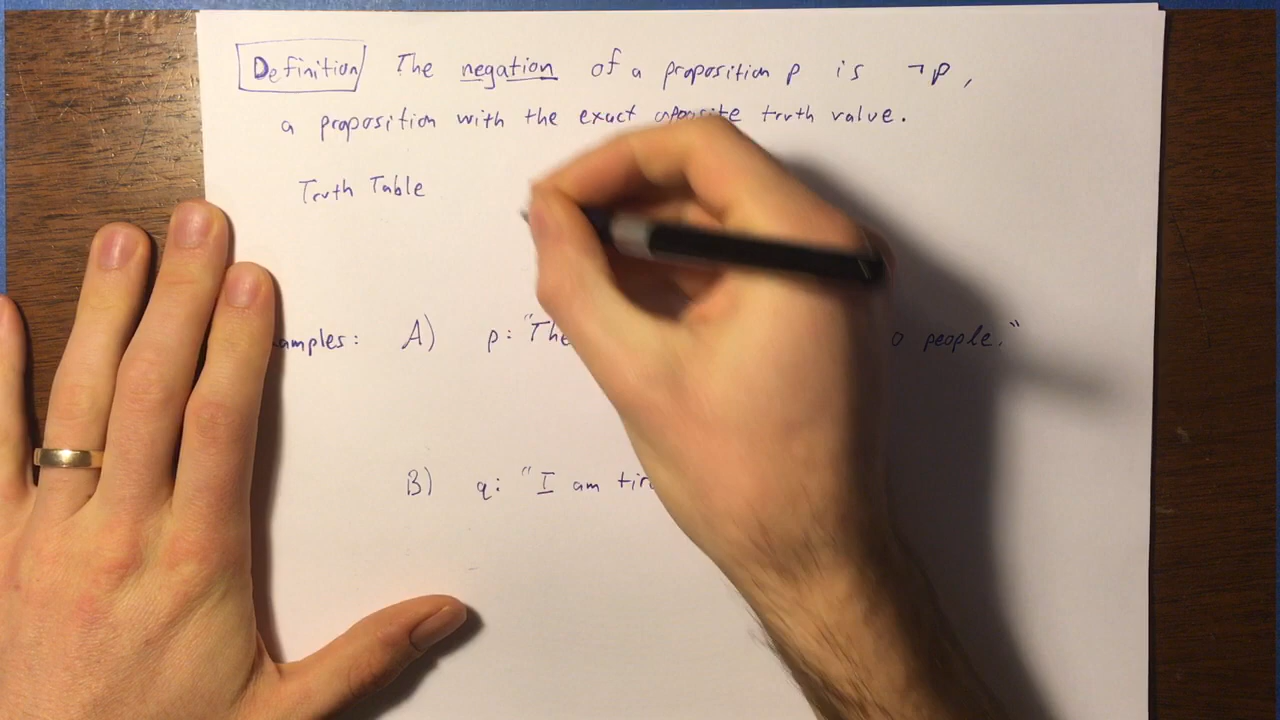 Definition The negation of a proposition p is ¬p,
a proposition with the exact opposite truth value.
Truth Table
amples: A) p: "The people."
B) q: "I am